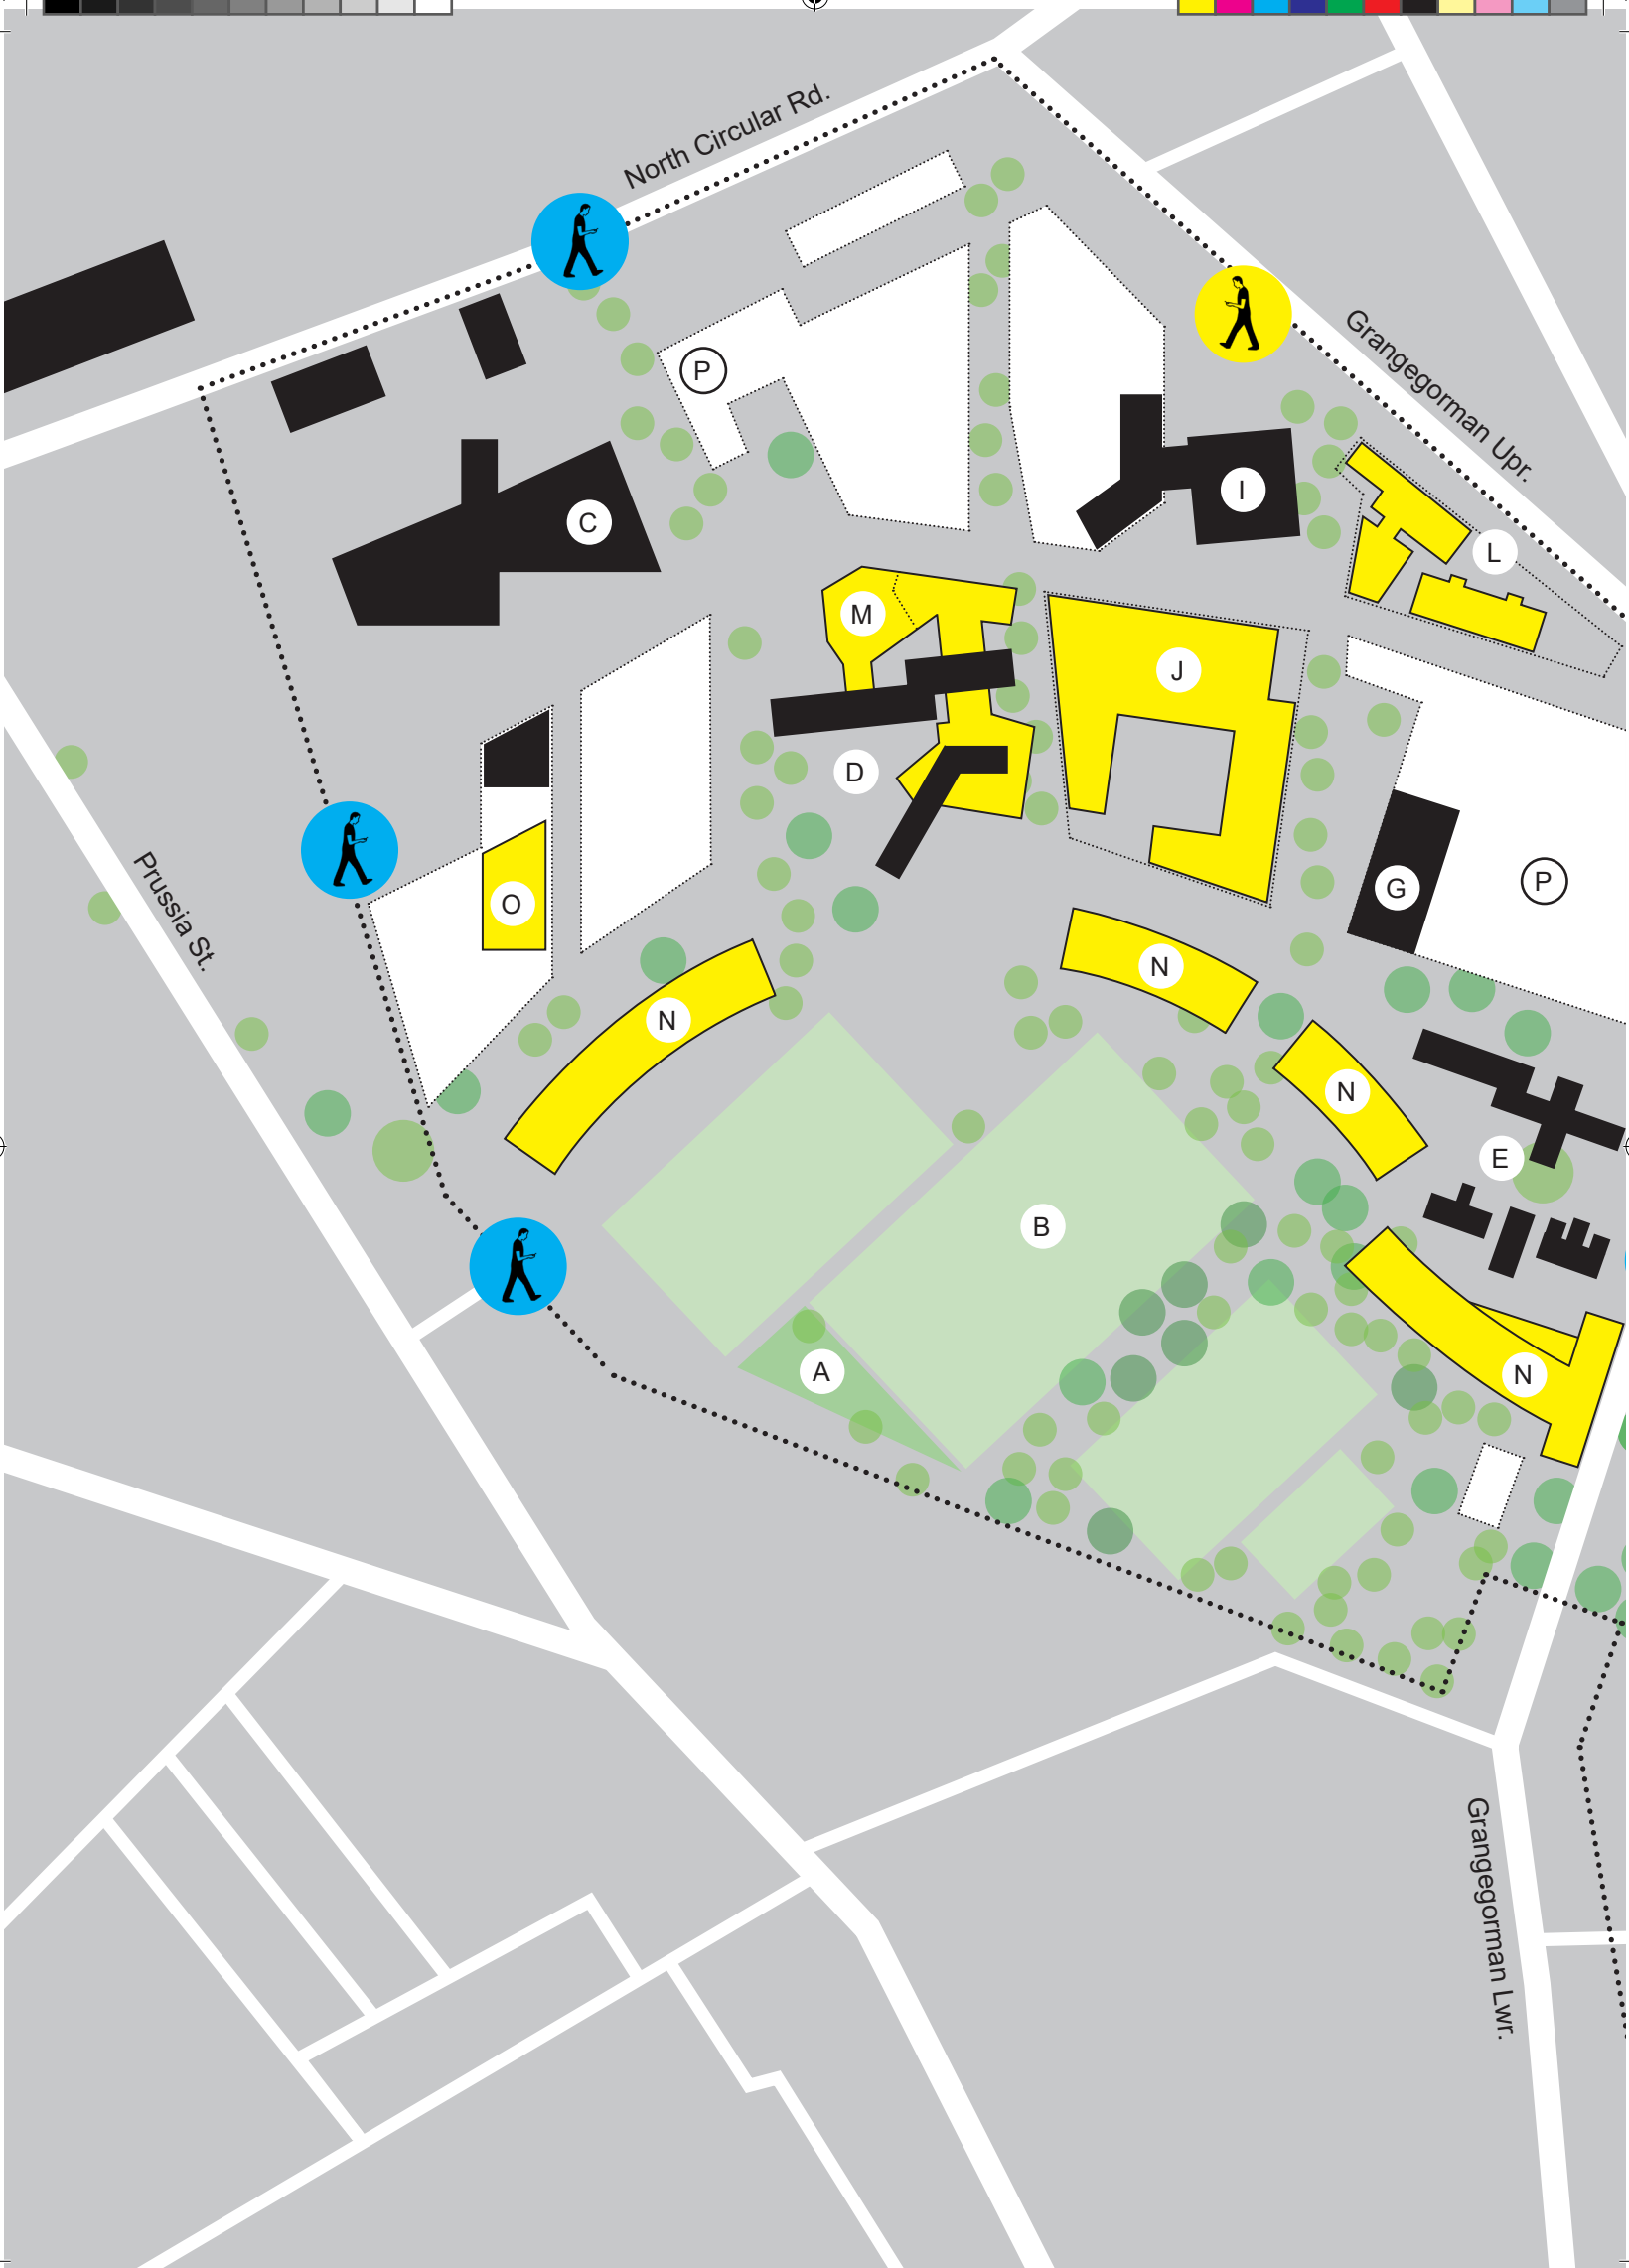 North Circular Rd.
Grangegorman Upr.
P
C
I
L
M
J
D
G
P
O
Prussia St.
N
N
N
E
B
A
N
Grangegorman Lwr.